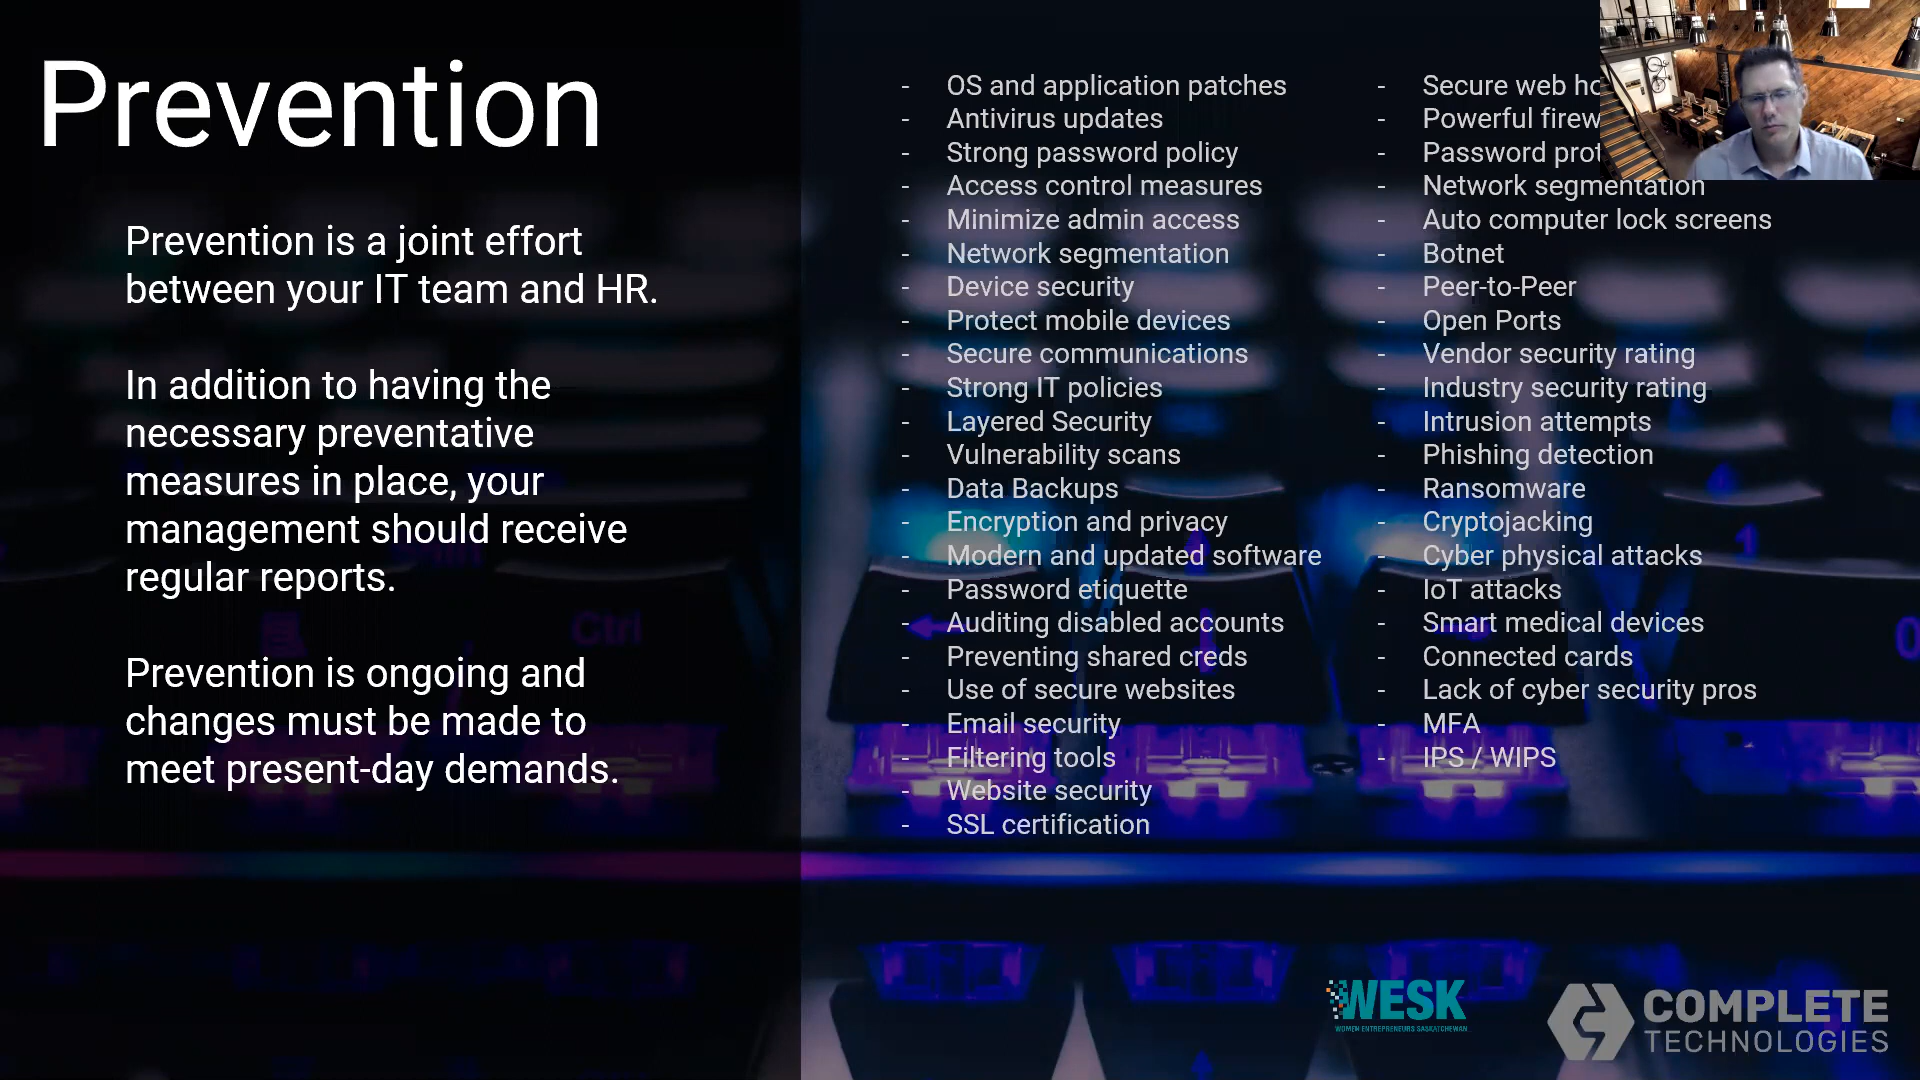 Prevention
Prevention is a joint effort
between your IT team and HR.
In addition to having the
necessary preventative
measures in place, your
management should receive
regular reports.
Prevention is ongoing and
changes must be made to
meet present-day demands.
- OS and application patches
- Antivirus updates
- Strong password policy
- Access control measures
- Minimize admin access
- Network segmentation
- Device security
- Protect mobile devices
- Secure communications
- Strong IT policies
- Layered Security
- Vulnerability scans
- Data Backups
- Encryption and privacy
- Modern and updated software
- Password etiquette
- Auditing disabled accounts
- Preventing shared creds
- Use of secure websites
- Email security
- Filtering tools
- Website security
- SSL certification
- Secure web
- Powerful
- Password
- Network segmentation
- Auto computer lock screens
- Botnet
- Peer-to-Peer
- Open Ports
- Vendor security rating
- Industry security rating
- Intrusion attempts
- Phishing detection
- Ransomware
- Cryptojacking
- Cyber physical attacks
- IoT attacks
- Smart medical devices
- Connected cards
- Lack of cyber security pros
- MFA
- IPS / WIPS
Ctrl
WESK
WOMEN ENTREPRENEURS SASKATCHEWAN
COMPLETE
TECHNOLOGIES